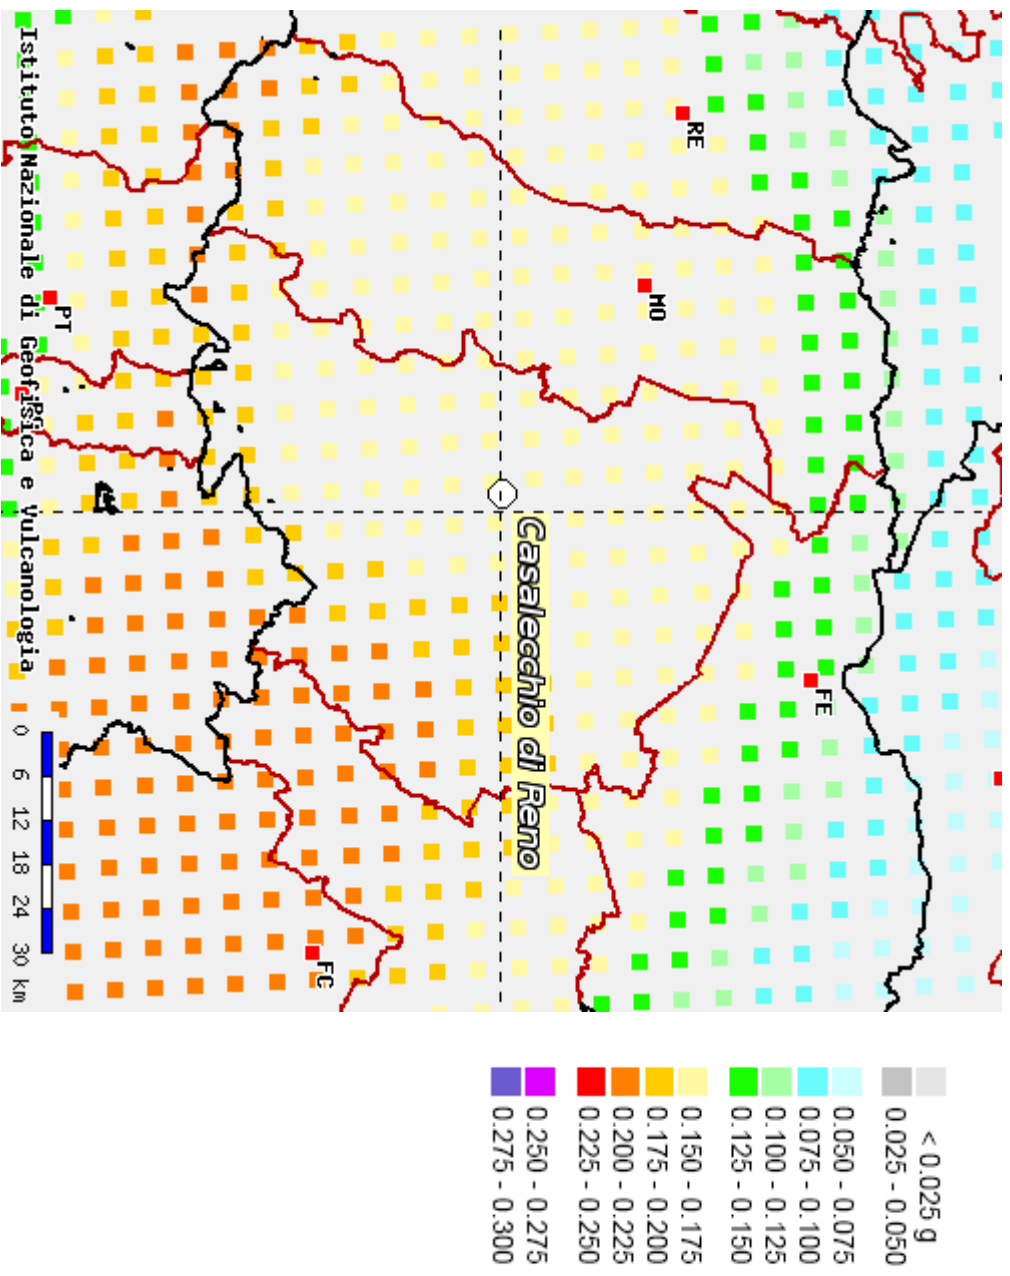 FE
RE
MO
Casalecchio di Reno
FC
PT
Istituto Nazionale di Geofisica e Vulcanologia
0 6 12 18 24 30 km
< 0.025 g
0.025 - 0.050
0.050 - 0.075
0.075 - 0.100
0.100 - 0.125
0.125 - 0.150
0.150 - 0.175
0.175 - 0.200
0.200 - 0.225
0.225 - 0.250
0.250 - 0.275
0.275 - 0.300